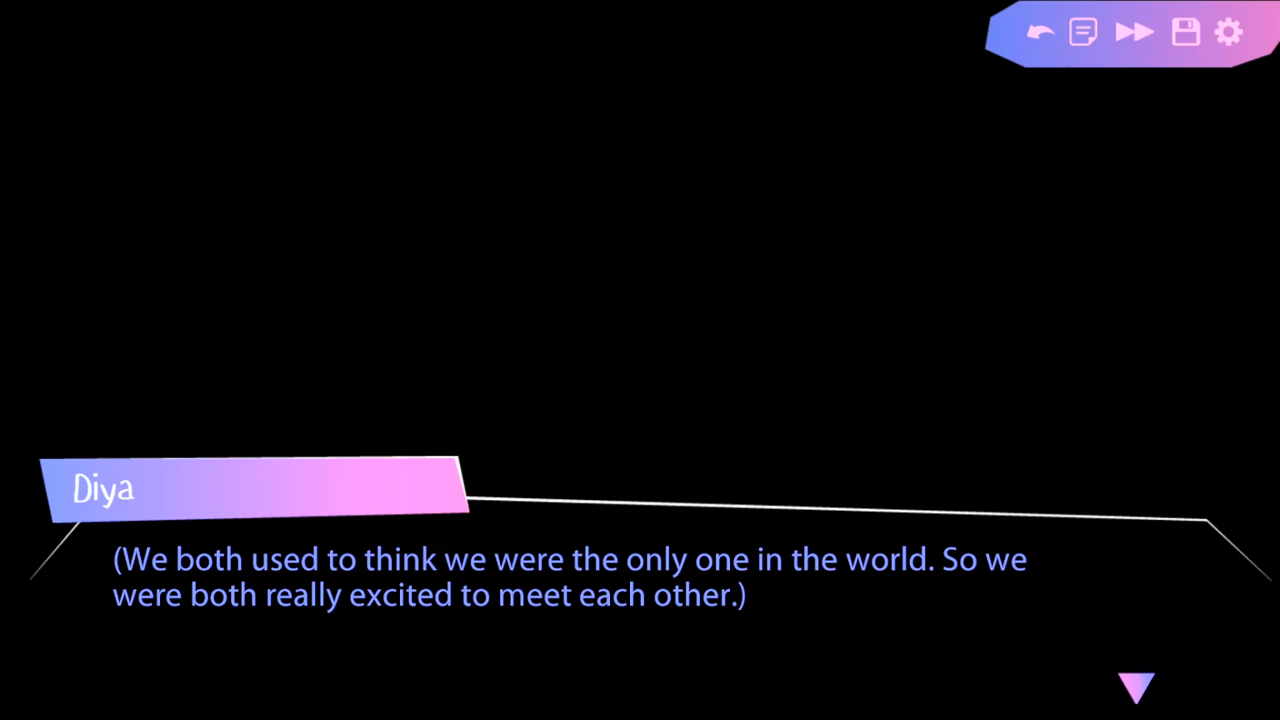 Diya
(We both used to think we were the only one in the world. So we
were both really excited to meet each other.)